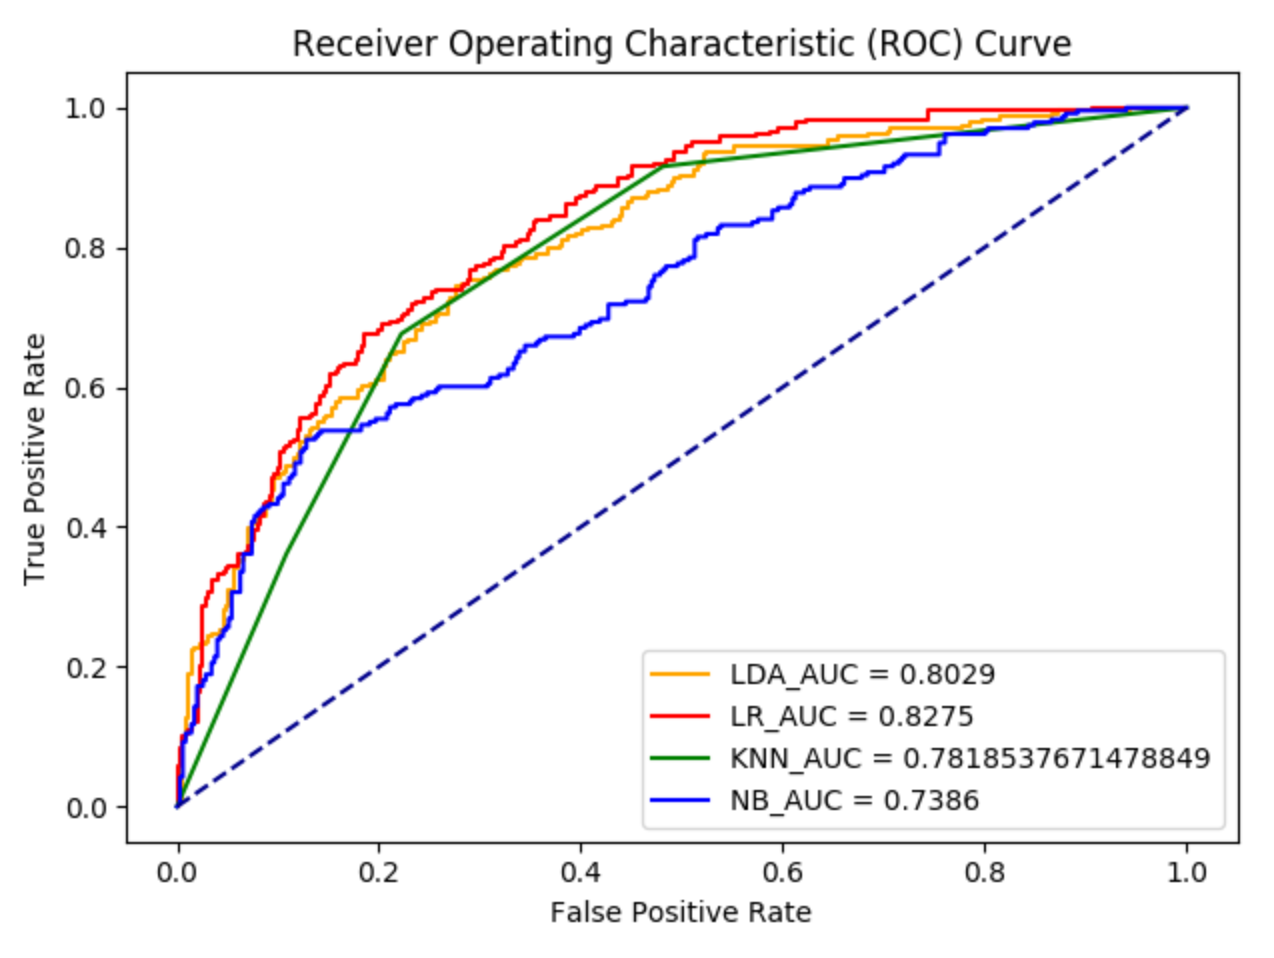 Receiver Operating Characteristic (ROC) Curve
1.0
0.8
0.6
0.4
0.2
0.0
True Positive Rate
LDA_AUC = 0.8029
LR_AUC = 0.8275
KNN_AUC = 0.7818537671478849
NB_AUC = 0.7386
0.0 0.2 0.4 0.6 0.8 1.0
False Positive Rate